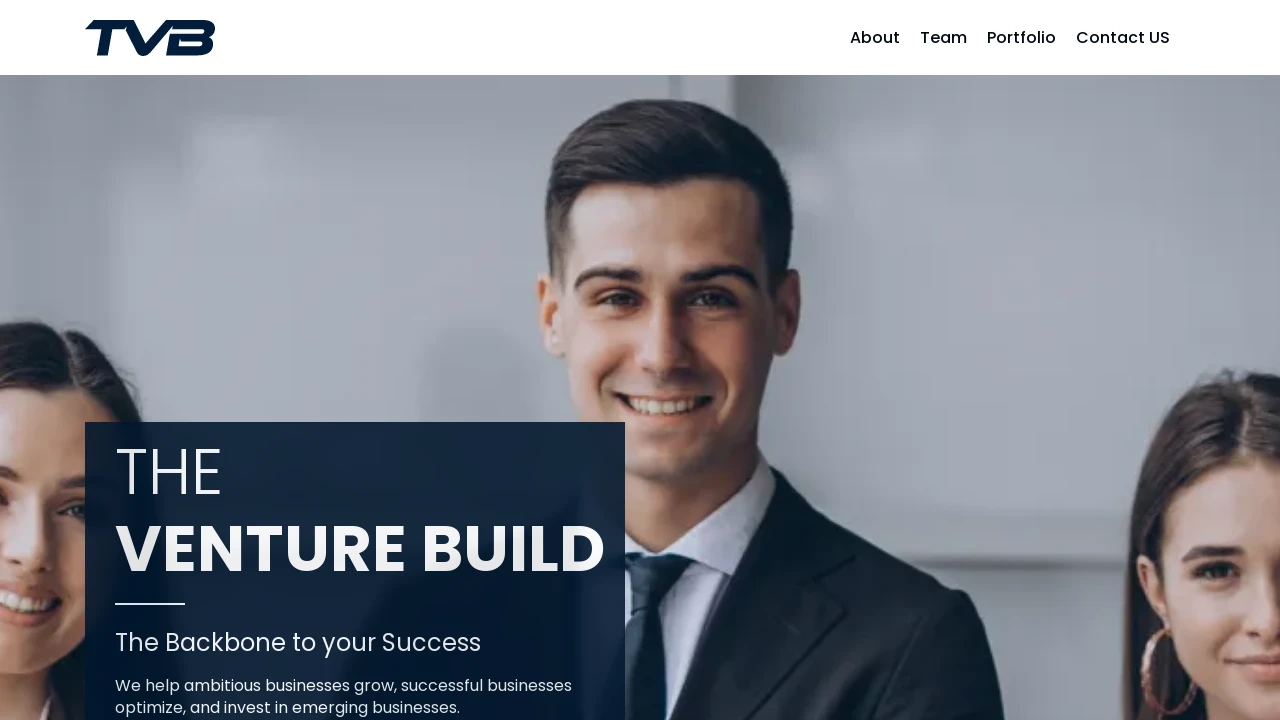 TVB
About Team Portfolio Contact US
THE
VENTURE BUILD
The Backbone to your Success
We help ambitious businesses grow, successful businesses
optimize, and invest in emerging businesses.